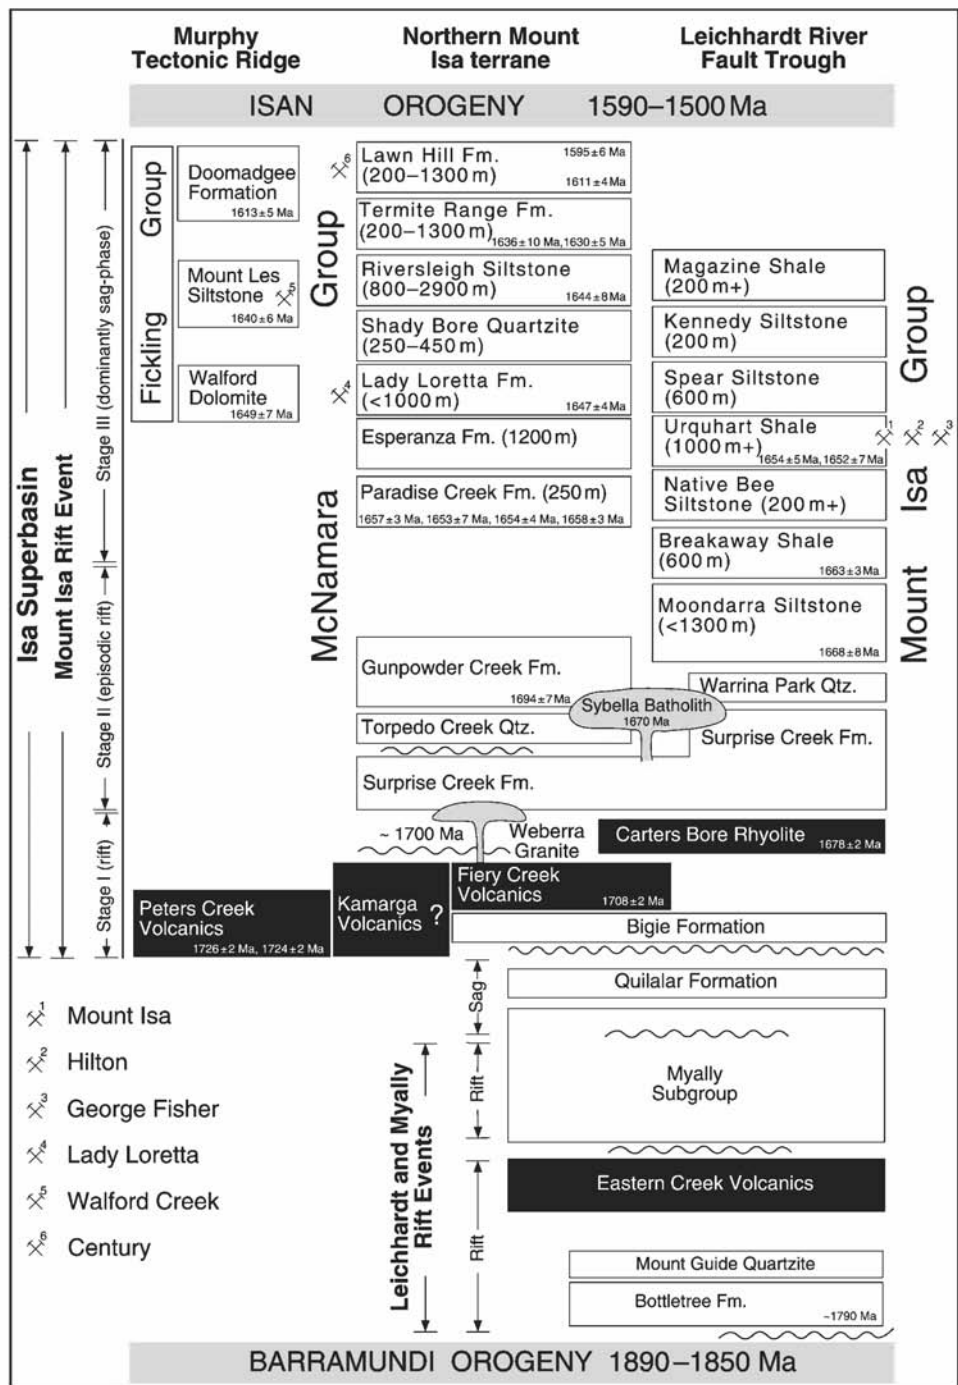 Murphy
Tectonic Ridge
Northern Mount
Isa terrane
Leichhardt River
Fault Trough
ISAN OROGENY 1590–1500 Ma
Isa Superbasin
Mount Isa Rift Event
Stage III (dominantly sag-phase)
Stage II (episodic rift)
Stage I (rift)
Fickling Group
Doomadgee
Formation
1613±5 Ma
Mount Les
Siltstone
5
1640±6 Ma
Walford
Dolomite
1649±7 Ma
McNamara Group
6
Lawn Hill Fm.
(200–1300 m)
1595±6 Ma
1611±4 Ma
Termite Range Fm.
(200–1300 m)
1636±10 Ma, 1630±5 Ma
Riversleigh Siltstone
(800–2900 m)
1644±8 Ma
Shady Bore Quartzite
(250–450 m)
4
Lady Loretta Fm.
(<1000 m)
1647±4 Ma
Esperanza Fm. (1200 m)
Paradise Creek Fm. (250 m)
1657±3 Ma, 1653±7 Ma, 1654±4 Ma, 1658±3 Ma
Gunpowder Creek Fm.
1694±7 Ma
Torpedo Creek Qtz.
Surprise Creek Fm.
Mount Isa Group
Magazine Shale
(200 m+)
Kennedy Siltstone
(200 m)
Spear Siltstone
(600 m)
Urquhart Shale
(1000 m+)
1654±5 Ma, 1652±7 Ma
1 2 3
Native Bee
Siltstone (200 m+)
Breakaway Shale
(600 m)
1663±3 Ma
Moondarra Siltstone
(<1300 m)
1668±8 Ma
Warrina Park Qtz.
Sybella Batholith
1670 Ma
Surprise Creek Fm.
~ 1700 Ma
Weberra
Granite
Carters Bore Rhyolite
1678±2 Ma
Peters Creek
Volcanics
1726±2 Ma, 1724±2 Ma
Kamarga
Volcanics ?
Fiery Creek
Volcanics
1708±2 Ma
Bigie Formation
Quilalar Formation
Myally
Subgroup
Eastern Creek Volcanics
Mount Guide Quartzite
Bottletree Fm.
~1790 Ma
Sag
Rift
Rift
Leichhardt and Myally
Rift Events
1 Mount Isa
2 Hilton
3 George Fisher
4 Lady Loretta
5 Walford Creek
6 Century
BARRAMUNDI OROGENY 1890–1850 Ma